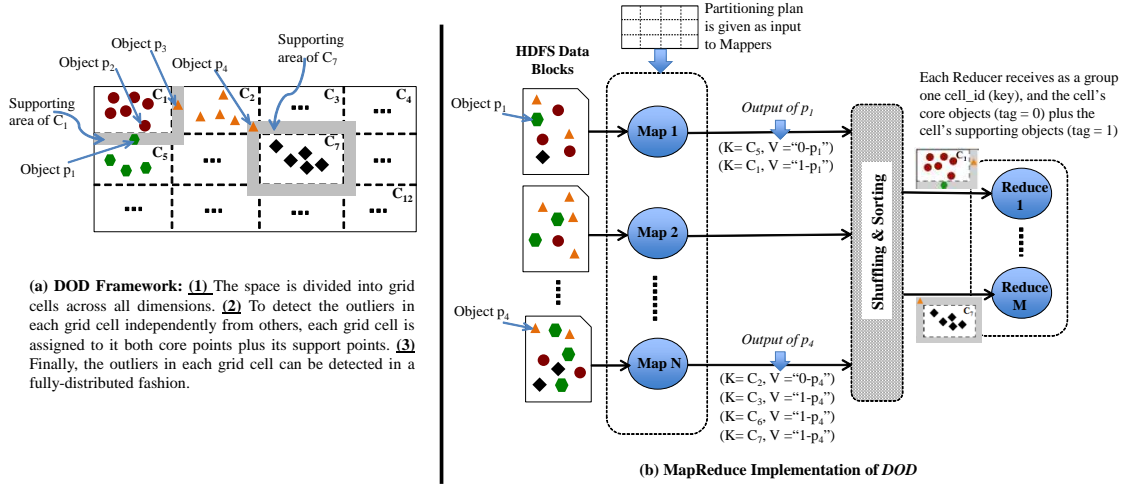 Object p3
Object p2
Object p4
Supporting
area of C7
Supporting
area of C1
Object p1
C1
C2
C3
C4
C5
C7
C12
(a) DOD Framework: (1) The space is divided into grid
cells across all dimensions. (2) To detect the outliers in
each grid cell independently from others, each grid cell is
assigned to it both core points plus its support points. (3)
Finally, the outliers in each grid cell can be detected in a
fully-distributed fashion.
Partitioning plan
is given as input
to Mappers
HDFS Data
Blocks
Object p1
Map 1
Output of p1
(K= C5, V =“0-p1”)
(K= C1, V =“1-p1”)
Map 2
Object p4
Map N
Output of p4
(K= C2, V =“0-p4”)
(K= C3, V =“1-p4”)
(K= C6, V =“1-p4”)
(K= C7, V =“1-p4”)
Shuffling & Sorting
Each Reducer receives as a group
one cell_id (key), and the cell’s
core objects (tag = 0) plus the
cell’s supporting objects (tag = 1)
C1
Reduce
1
C7
Reduce
M
(b) MapReduce Implementation of DOD